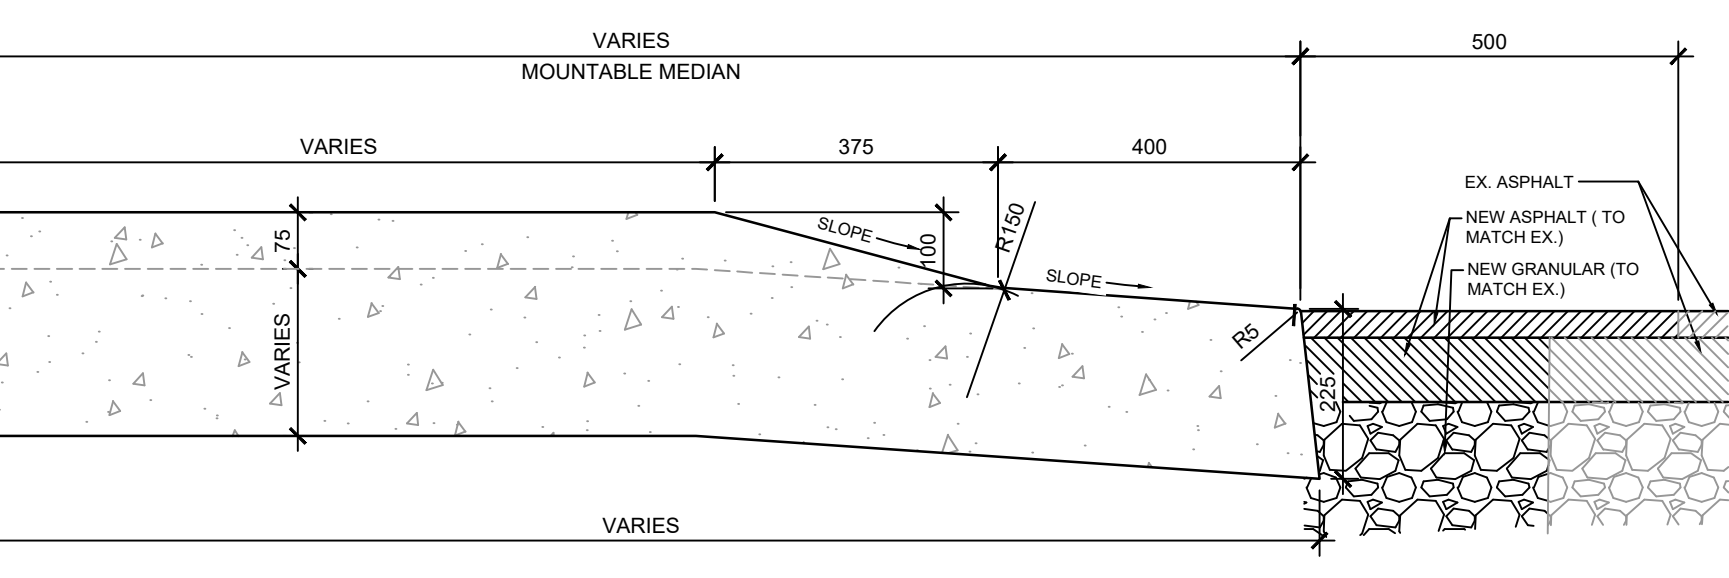 VARIES
500
MOUNTABLE MEDIAN
VARIES
375
400
EX. ASPHALT
NEW ASPHALT ( TO
MATCH EX.)
NEW GRANULAR (TO
MATCH EX.)
75
SLOPE
100
R150
SLOPE
R5
VARIES
225
VARIES